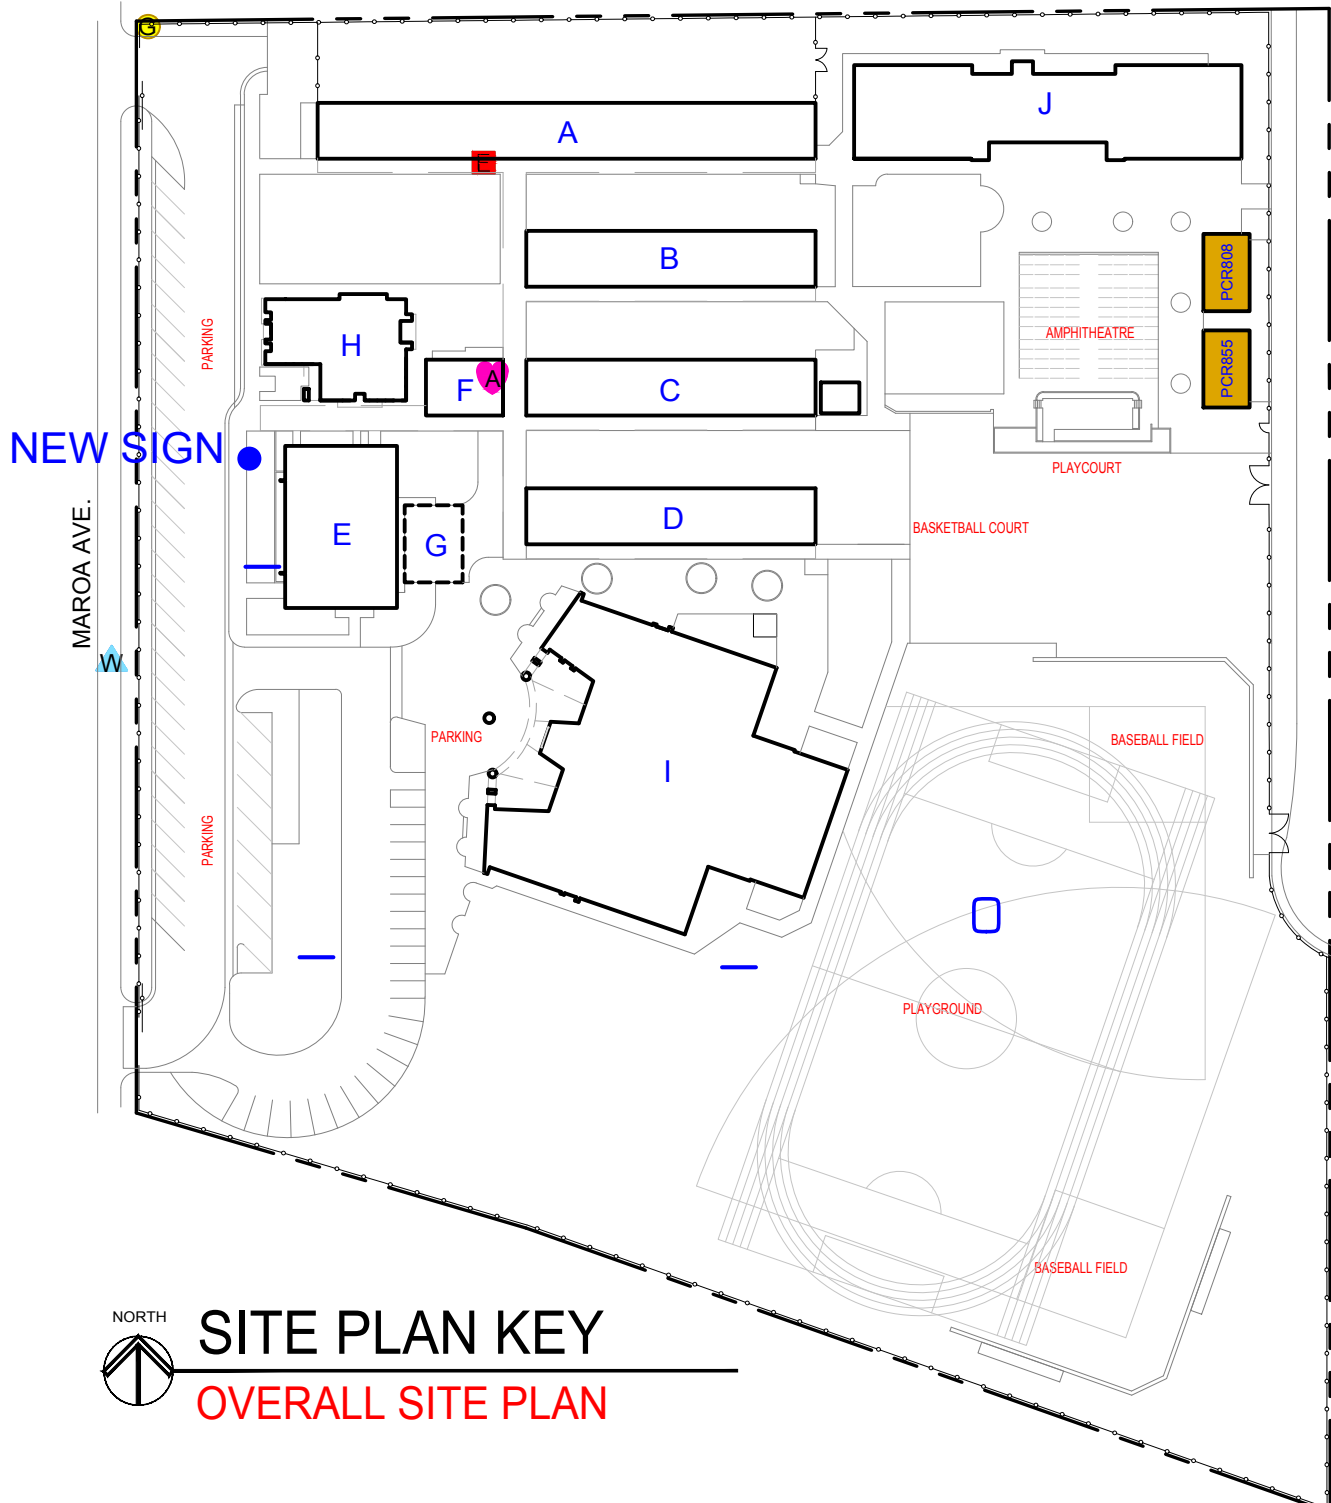 G
J
A
E
B
PCR808
PARKING
AMPHITHEATRE
H
PCR855
A
F
C
NEW SIGN
PLAYCOURT
MAROA AVE.
D
BASKETBALL COURT
E
G
W
PARKING
BASEBALL FIELD
I
PARKING
PLAYGROUND
BASEBALL FIELD
NORTH
SITE PLAN KEY
OVERALL SITE PLAN